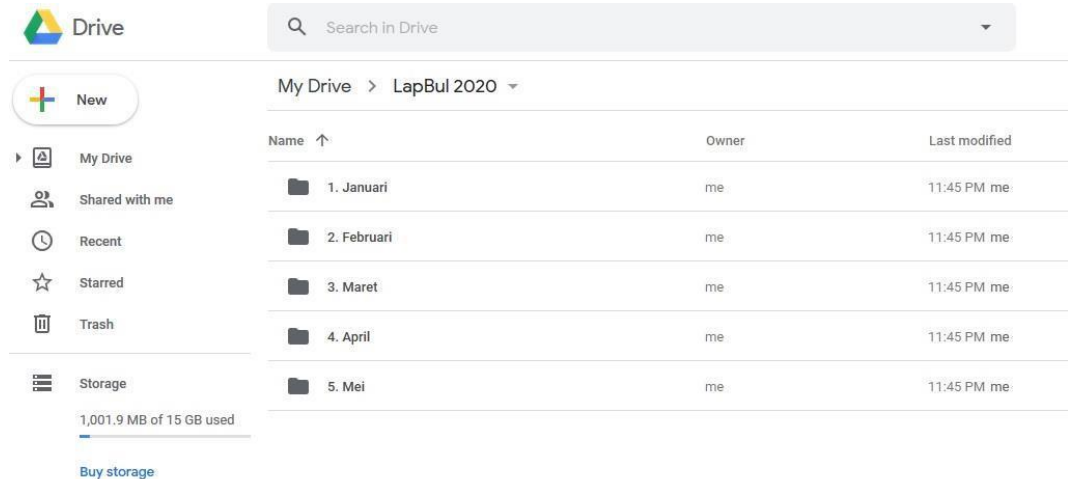 Drive
Search in Drive
New
My Drive
Shared with me
Recent
Starred
Trash
Storage
1,001.9 MB of 15 GB used
Buy storage
My Drive > LapBul 2020
Name Owner Last modified
1. Januari me 11:45 PM me
2. Februari me 11:45 PM me
3. Maret me 11:45 PM me
4. April me 11:45 PM me
5. Mei me 11:45 PM me